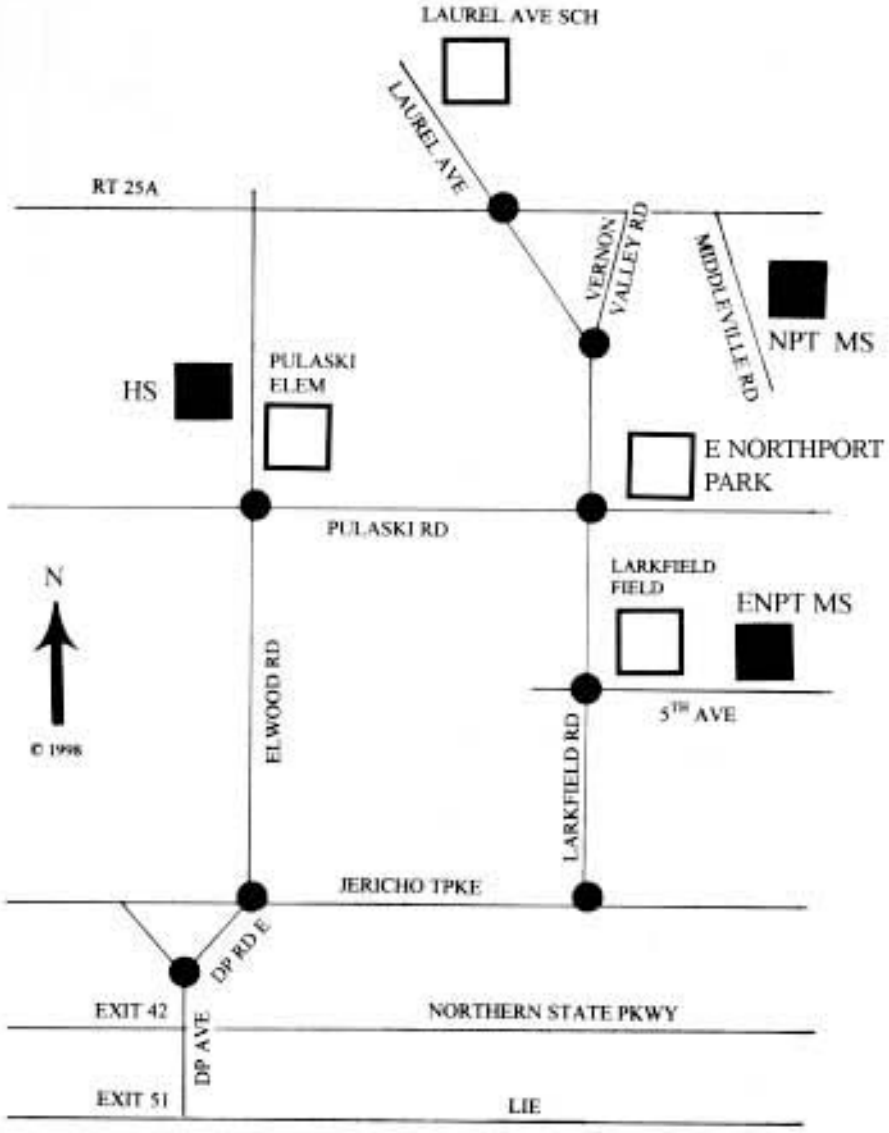 LAUREL AVE SCH
LAUREL AVE
RT 25A
VERNON
VALLEY RD
MIDDLEVILLE RD
NPT MS
HS
PULASKI
ELEM
E NORTHPORT
PARK
PULASKI RD
N
LARKFIELD
FIELD
ENPT MS
ELWOOD RD
5TH AVE
© 1998
LARKFIELD RD
JERICHO TPKE
DP RD E
EXIT 42
NORTHERN STATE PKWY
DP AVE
EXIT 51
LIE